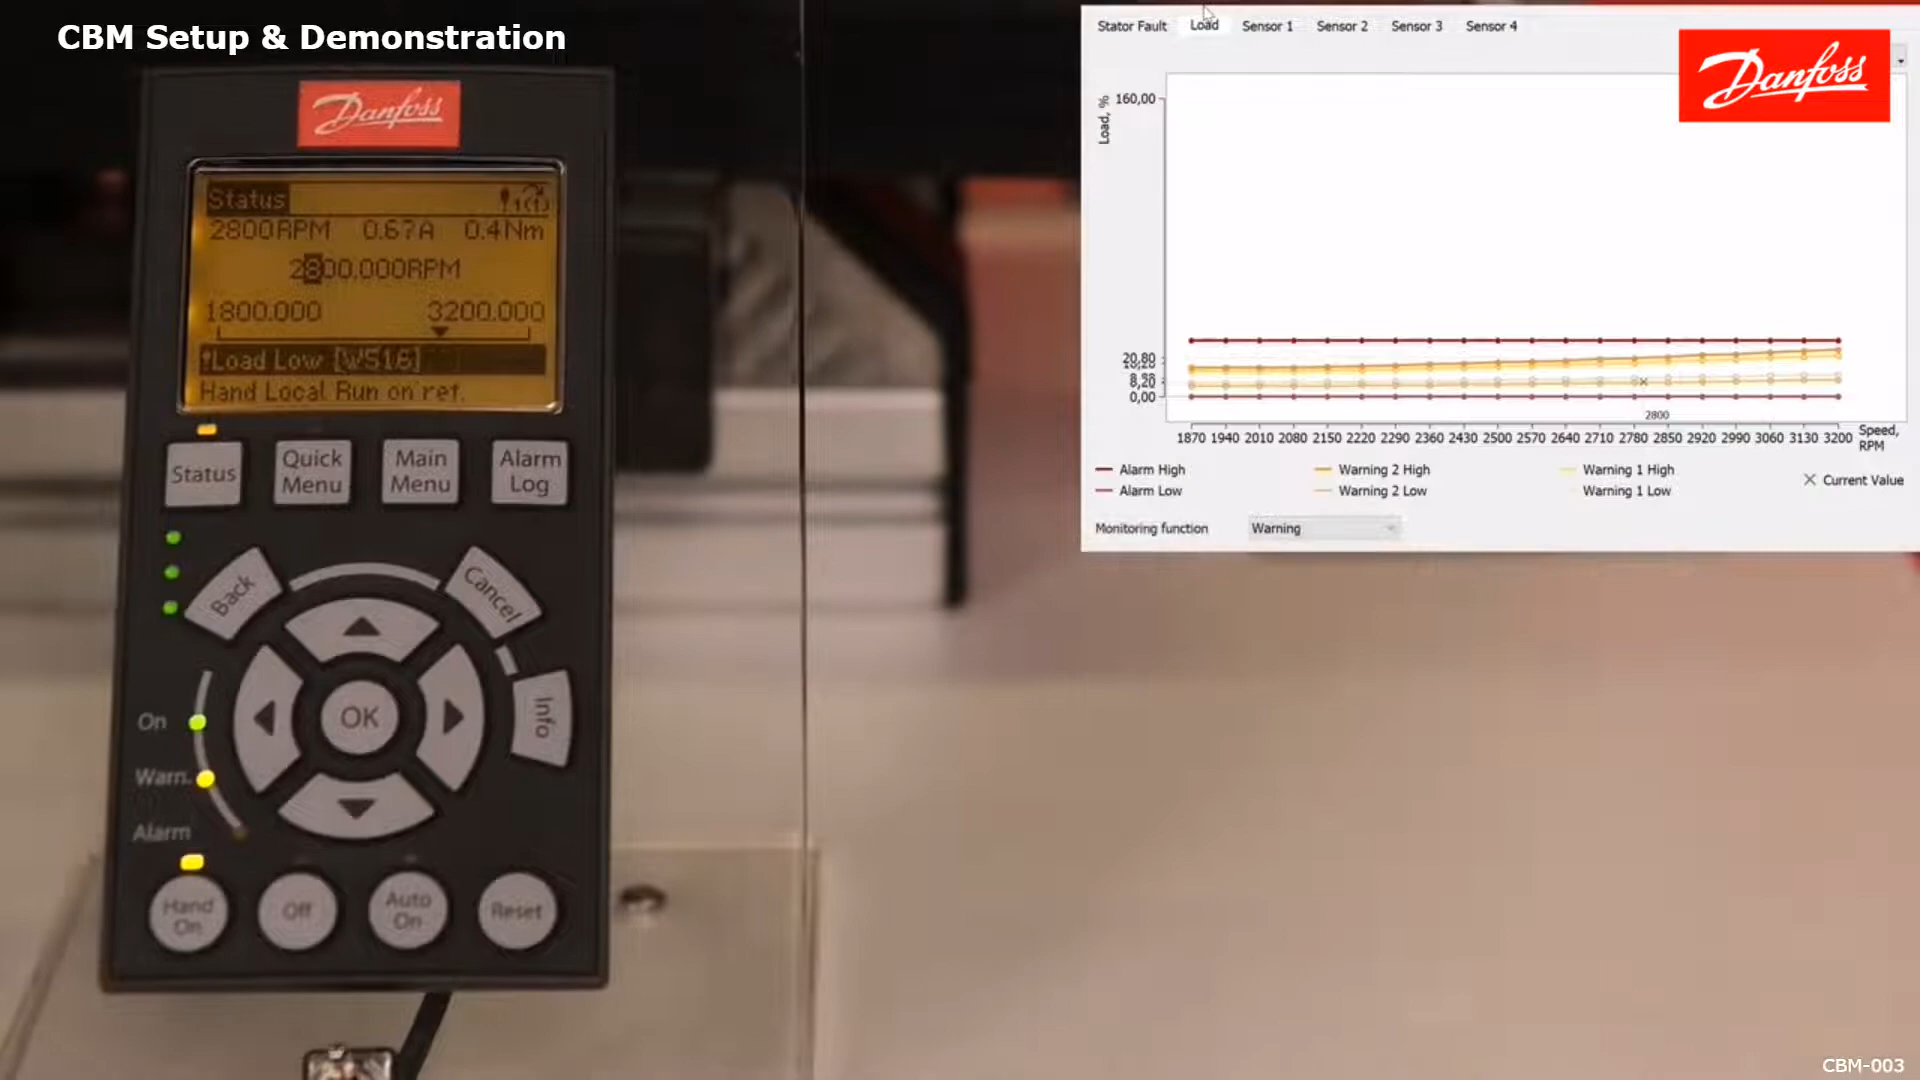 CBM Setup & Demonstration
Danfoss
Status
1(1)
2800RPM 0.67A 0.4Nm
2800.000RPM
1800.000 3200.000
!Load Low [W516]
Hand Local Run on ref.
Status
Quick Menu
Main Menu
Alarm Log
Back
Cancel
Info
OK
On
Warn.
Alarm
Hand On
Off
Auto On
Reset
Stator Fault Load Sensor 1 Sensor 2 Sensor 3 Sensor 4
Danfoss
Load, %
160,00
20,80
8,20
0,00
2800
1870 1940 2010 2080 2150 2220 2290 2360 2430 2500 2570 2640 2710 2780 2850 2920 2990 3060 3130 3200
Speed, RPM
Alarm High Warning 2 High Warning 1 High
Alarm Low Warning 2 Low Warning 1 Low
Current Value
Monitoring function Warning
CBM-003